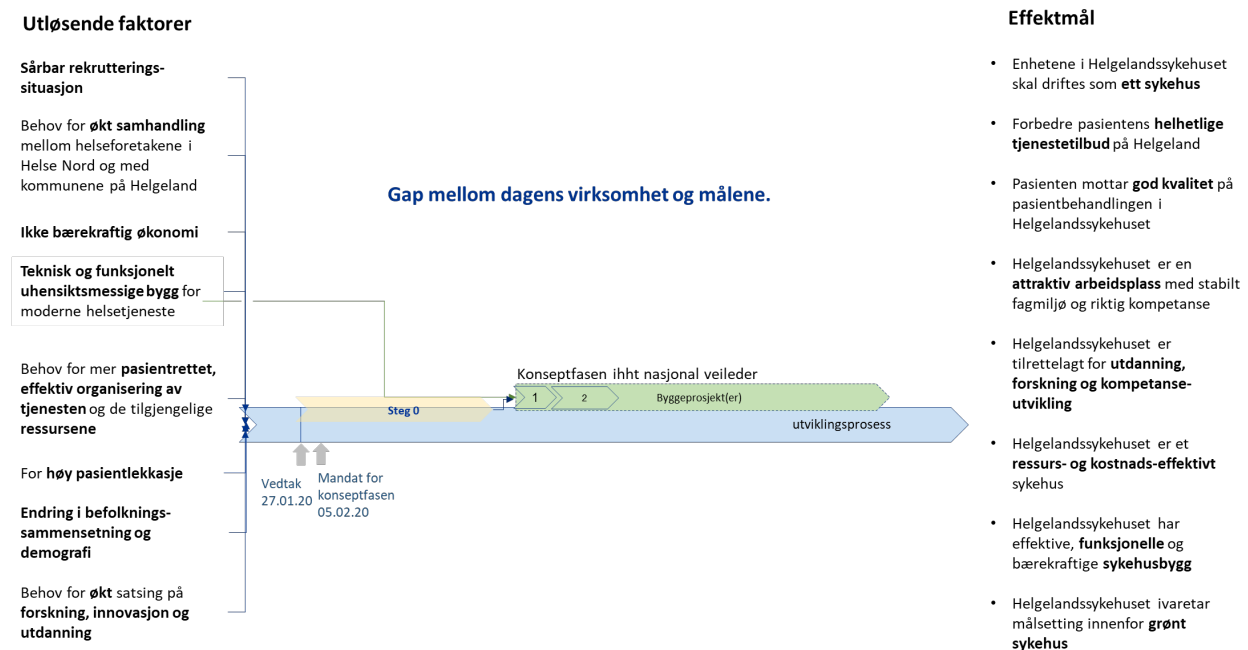 Utløsende faktorer
Sårbar rekrutterings-
situasjon
Behov for økt samhandling
mellom helseforetakene i
Helse Nord og med
kommunene på Helgeland
Ikke bærekraftig økonomi
Teknisk og funksjonelt
uhensiktsmessige bygg for
moderne helsetjeneste
Behov for mer pasientrettet,
effektiv organisering av
tjenesten og de tilgjengelige
ressursene
For høy pasientlekkasje
Endring i befolknings-
sammensetning og
demografi
Behov for økt satsing på
forskning, innovasjon og
utdanning
Gap mellom dagens virksomhet og målene.
Konseptfasen ihht nasjonal veileder
1
2
Byggeprosjekt(er)
Steg 0
utviklingsprosess
Vedtak
27.01.20
Mandat for
konseptfasen
05.02.20
Effektmål
• Enhetene i Helgelandssykehuset
skal driftes som ett sykehus
• Forbedre pasientens helhetlige
tjenestetilbud på Helgeland
• Pasienten mottar god kvalitet på
pasientbehandlingen i
Helgelandssykehuset
• Helgelandssykehuset er en
attraktiv arbeidsplass med stabilt
fagmiljø og riktig kompetanse
• Helgelandssykehuset er
tilrettelagt for utdanning,
forskning og kompetanse-
utvikling
• Helgelandssykehuset er et
ressurs- og kostnads-effektivt
sykehus
• Helgelandssykehuset har
effektive, funksjonelle og
bærekraftige sykehusbygg
• Helgelandssykehuset ivaretar
målsetting innenfor grønt
sykehus